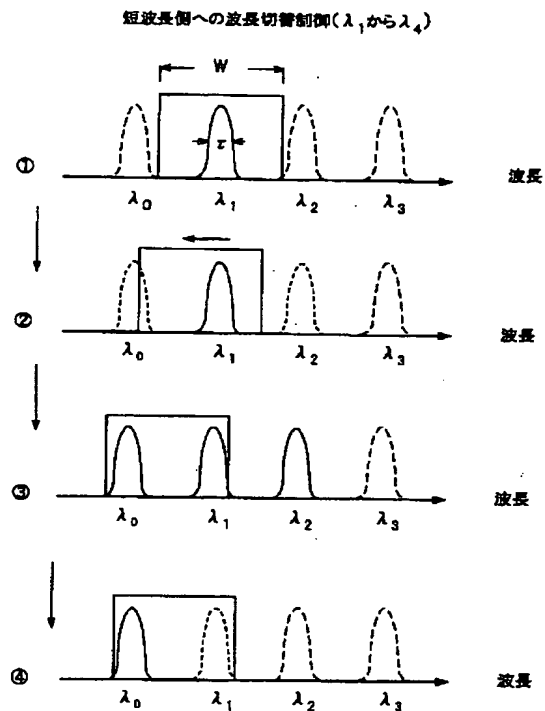 短波長側への波長切替制御(λ₁からλ₄)
W
τ
① 波長
λ₀ λ₁ λ₂ λ₃
② 波長
λ₀ λ₁ λ₂ λ₃
③ 波長
λ₀ λ₁ λ₂ λ₃
④ 波長
λ₀ λ₁ λ₂ λ₃